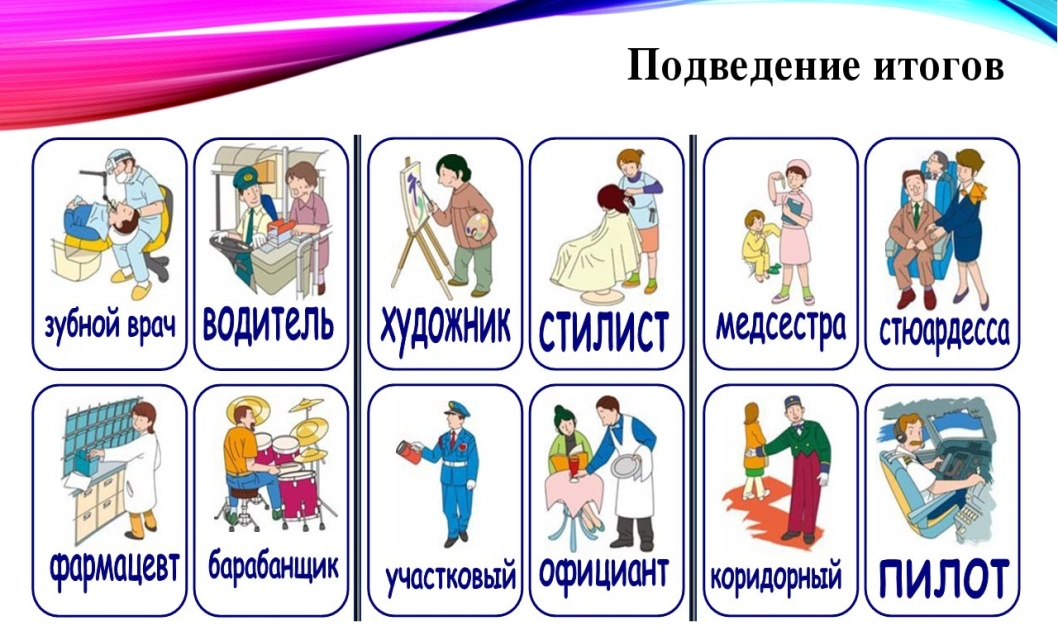 Подведение итогов
зубной врач
водитель
художник
стилист
медсестра
стюардесса
фармацевт
барабанщик
участковый
официант
коридорный
пилот